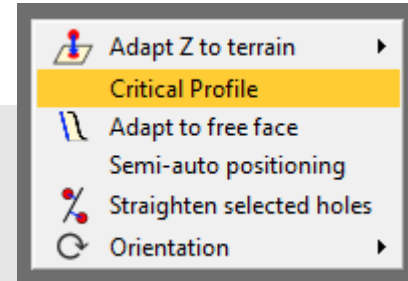 Adapt Z to terrain
Critical Profile
Adapt to free face
Semi-auto positioning
Straighten selected holes
Orientation